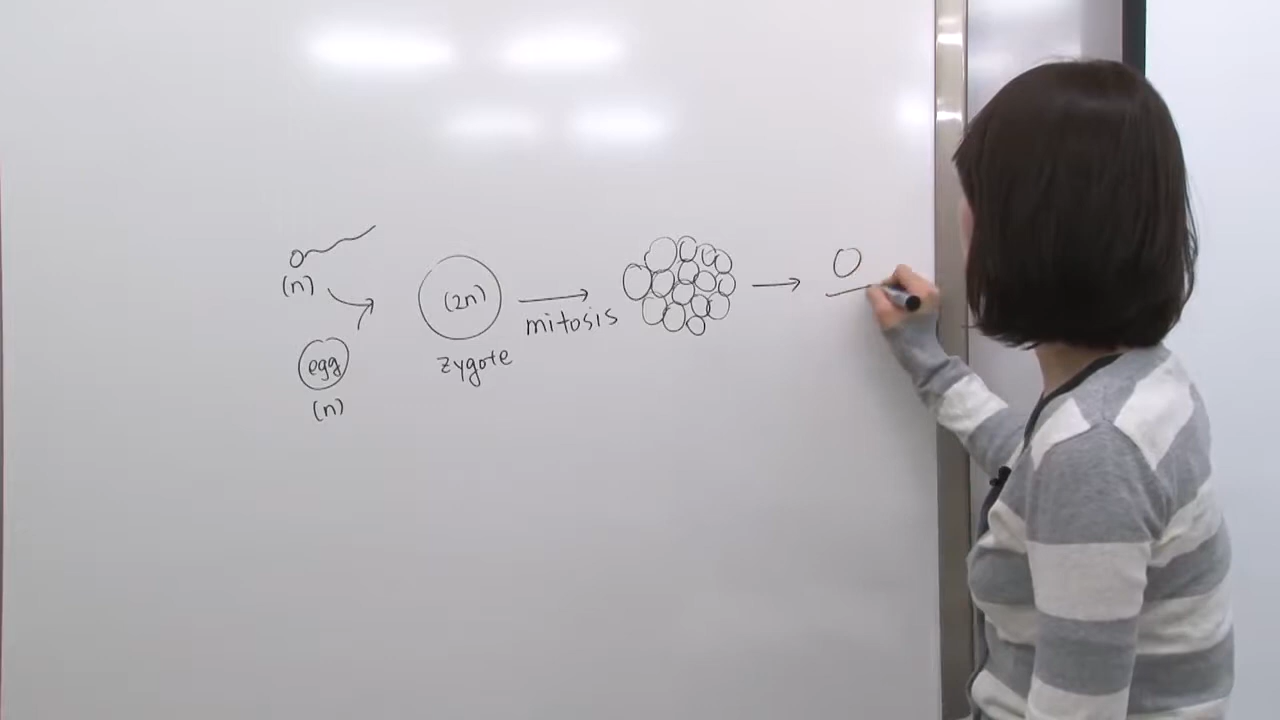 (n)
egg
(n)
(2n)
zygote
mitosis